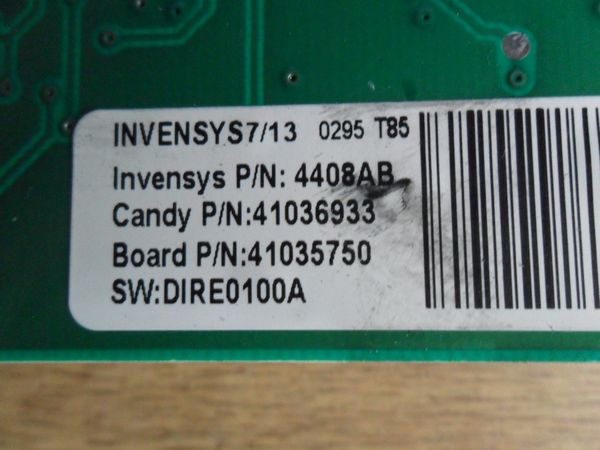 INVENSYS7/13 0295 T85
Invensys P/N: 4408AB
Candy P/N:41036933
Board P/N:41035750
SW:DIRE0100A